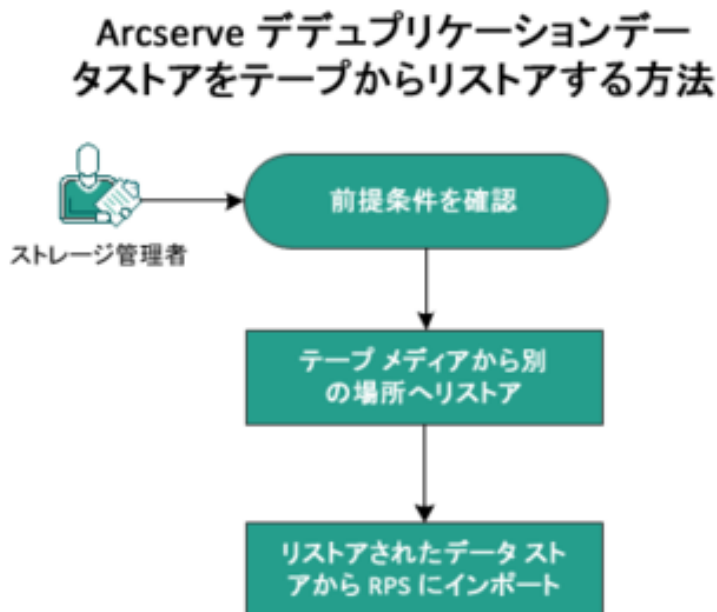 Arcserve デデュプリケーションデー
タストアをテープからリストアする方法
前提条件を確認
ストレージ管理者
テープ メディアから別
の場所へリストア
リストアされたデータ スト
アから RPS にインポート